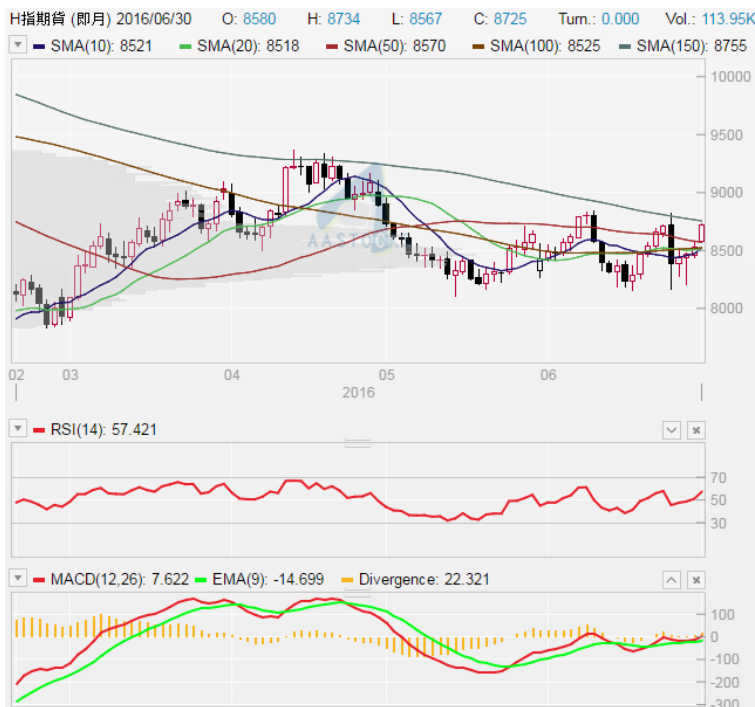 H指期貨 (即月) 2016/06/30 O: 8580 H: 8734 L: 8567 C: 8725 Turn.: 0.000 Vol.: 113.95K
SMA(10): 8521 SMA(20): 8518 SMA(50): 8570 SMA(100): 8525 SMA(150): 8755
10000
9500
9000
8500
8000
AASTOCKS
02 03 04 05 06
2016
RSI(14): 57.421
70
50
30
MACD(12,26): 7.622 EMA(9): -14.699 Divergence: 22.321
100
0
-100
-200
-300